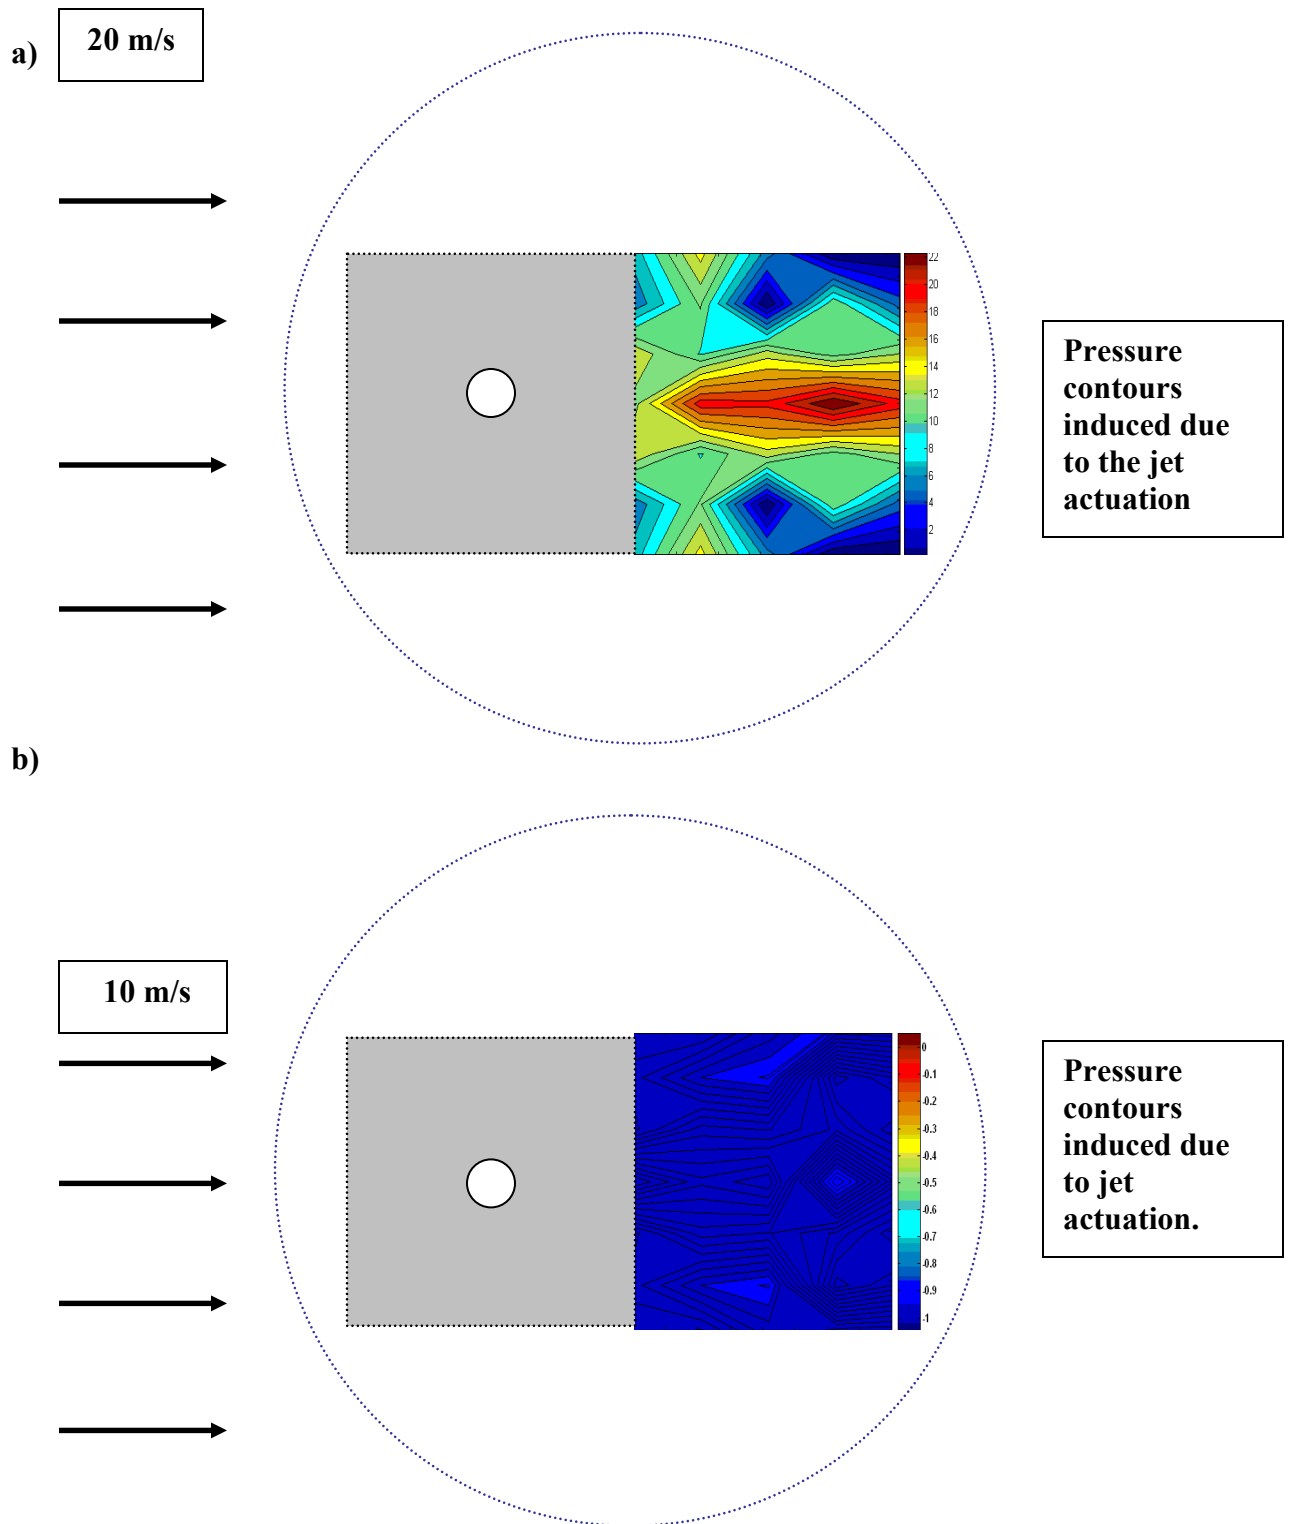 a)
20 m/s
22
20
18
16
14
12
10
8
6
4
2
Pressure
contours
induced due
to the jet
actuation
b)
10 m/s
0
-0.1
-0.2
-0.3
-0.4
-0.5
-0.6
-0.7
-0.8
-0.9
-1
Pressure
contours
induced due
to jet
actuation.